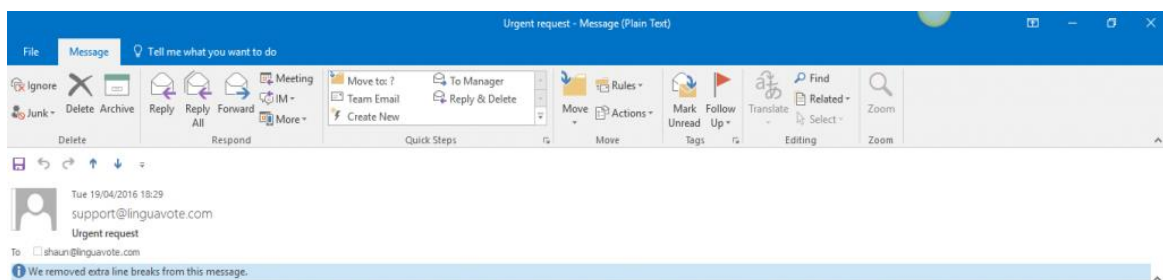 Urgent request - Message (Plain Text)
File Message Tell me what you want to do
Ignore
Junk
Delete Archive
Reply Reply All Forward
Meeting
IM
More
Move to: ?
Team Email
Create New
To Manager
Reply & Delete
Move
Rules
Actions
Mark Unread
Follow Up
Translate
Find
Related
Select
Zoom
Delete Respond Quick Steps Move Tags Editing Zoom
Tue 19/04/2016 18:29
support@linguavote.com
Urgent request
To shaun@linguavote.com
We removed extra line breaks from this message.